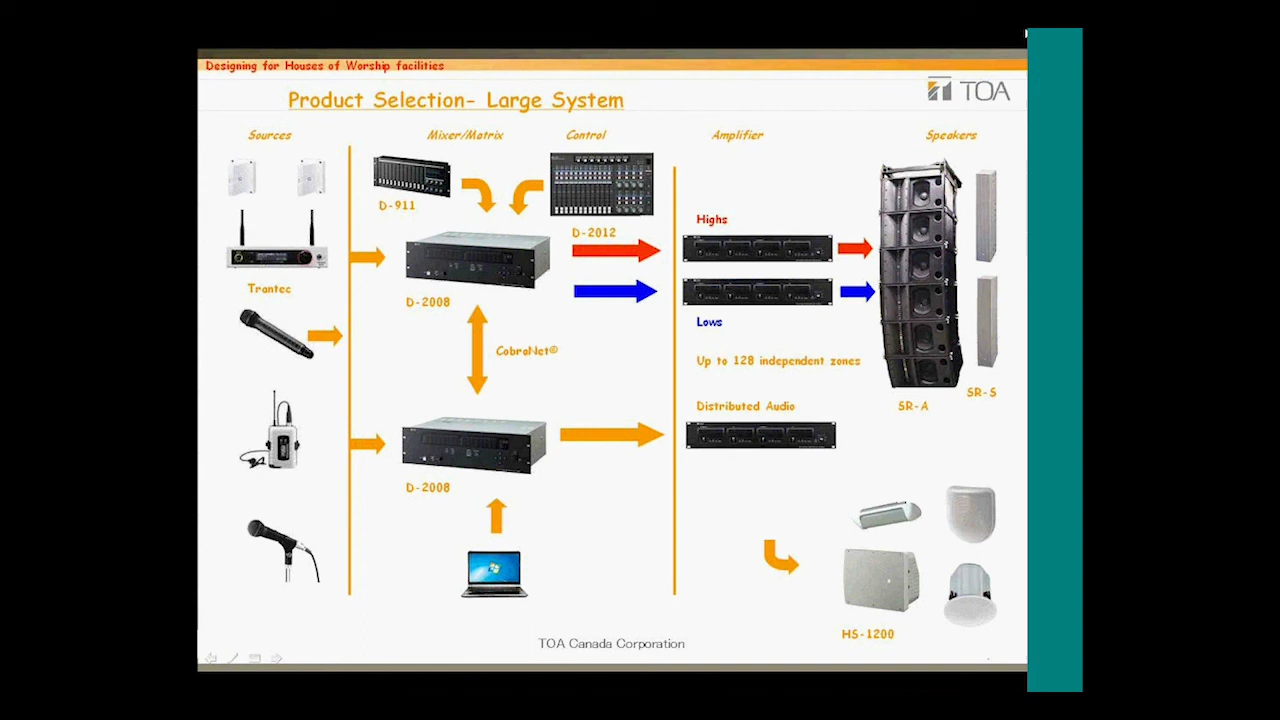 Designing for Houses of Worship facilities
TOA
Product Selection- Large System
Sources
Mixer/Matrix
Control
Amplifier
Speakers
D-911
D-2012
Highs
Trantec
D-2008
Lows
CobraNet©
Up to 128 independent zones
SR-S
Distributed Audio
SR-A
D-2008
HS-1200
TOA Canada Corporation